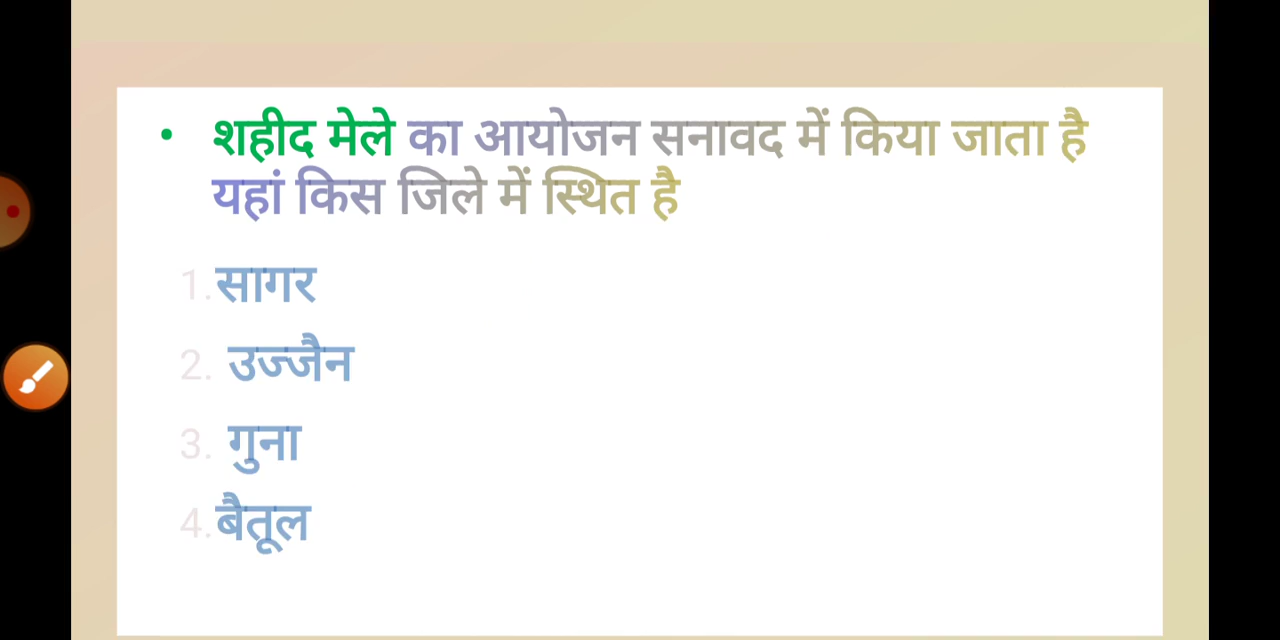 • शहीद मेले का आयोजन सनावद में किया जाता है
यहां किस जिले में स्थित है
1. सागर
2. उज्जैन
3. गुना
4. बैतूल